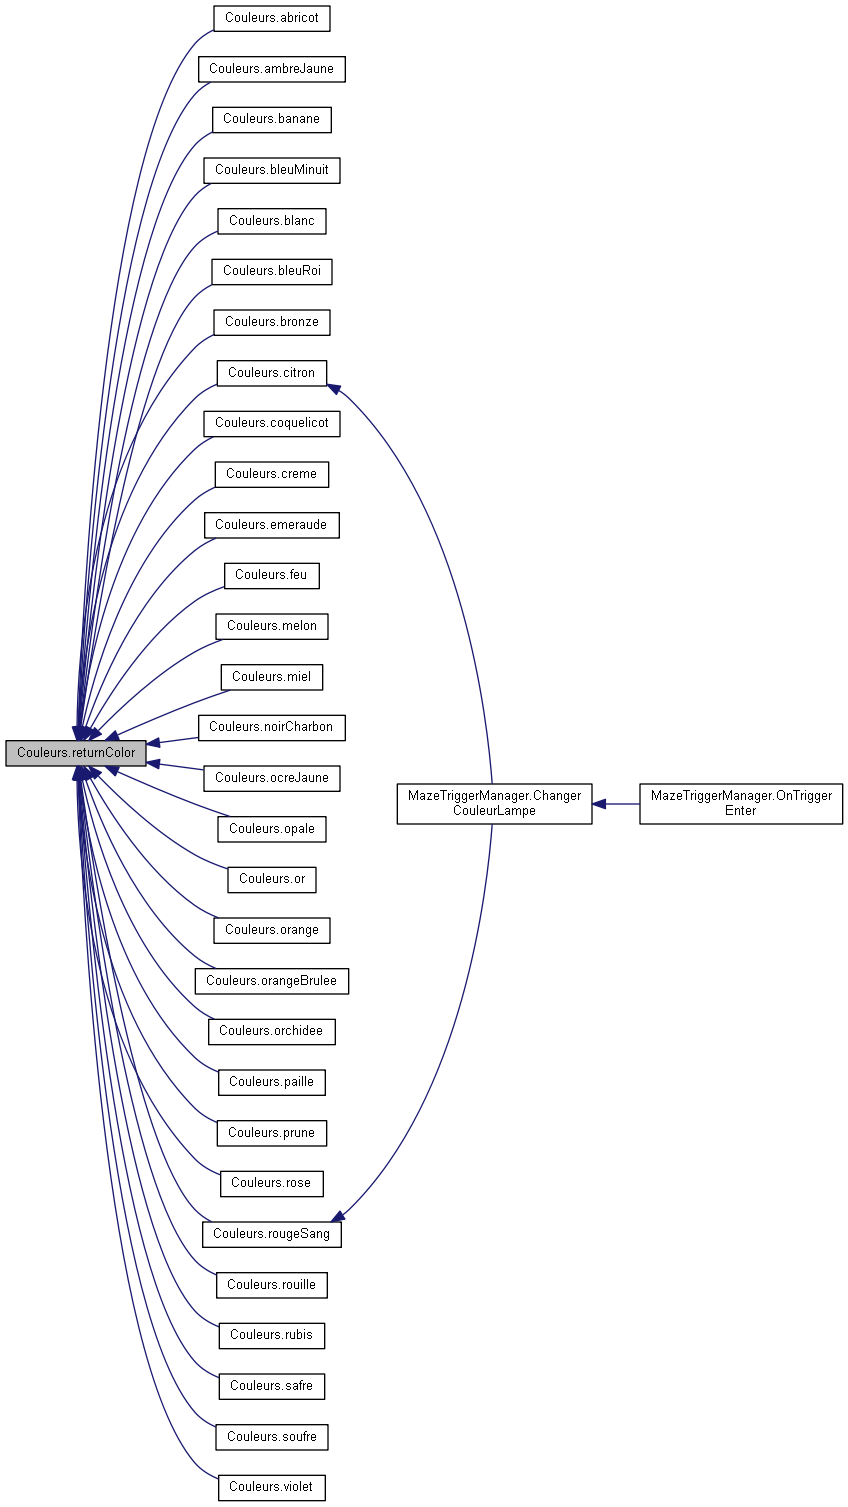 Couleurs.abricot
Couleurs.ambreJaune
Couleurs.banane
Couleurs.bleuMinuit
Couleurs.blanc
Couleurs.bleuRoi
Couleurs.bronze
Couleurs.citron
Couleurs.coquelicot
Couleurs.creme
Couleurs.emeraude
Couleurs.feu
Couleurs.melon
Couleurs.miel
Couleurs.noirCharbon
Couleurs.returnColor
Couleurs.ocreJaune
MazeTriggerManager.Changer
CouleurLampe
MazeTriggerManager.OnTrigger
Enter
Couleurs.opale
Couleurs.or
Couleurs.orange
Couleurs.orangeBrulee
Couleurs.orchidee
Couleurs.paille
Couleurs.prune
Couleurs.rose
Couleurs.rougeSang
Couleurs.rouille
Couleurs.rubis
Couleurs.safre
Couleurs.soufre
Couleurs.violet